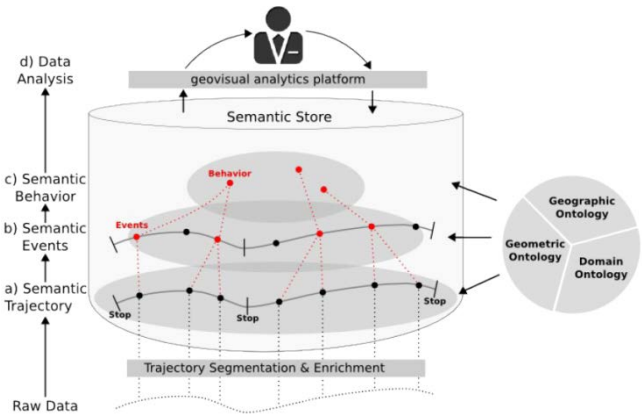 d) Data
Analysis
geovisual analytics platform
Semantic Store
c) Semantic
Behavior
Behavior
b) Semantic
Events
Events
a) Semantic
Trajectory
Stop
Stop
Stop
Geographic
Ontology
Geometric
Ontology
Domain
Ontology
Trajectory Segmentation & Enrichment
Raw Data